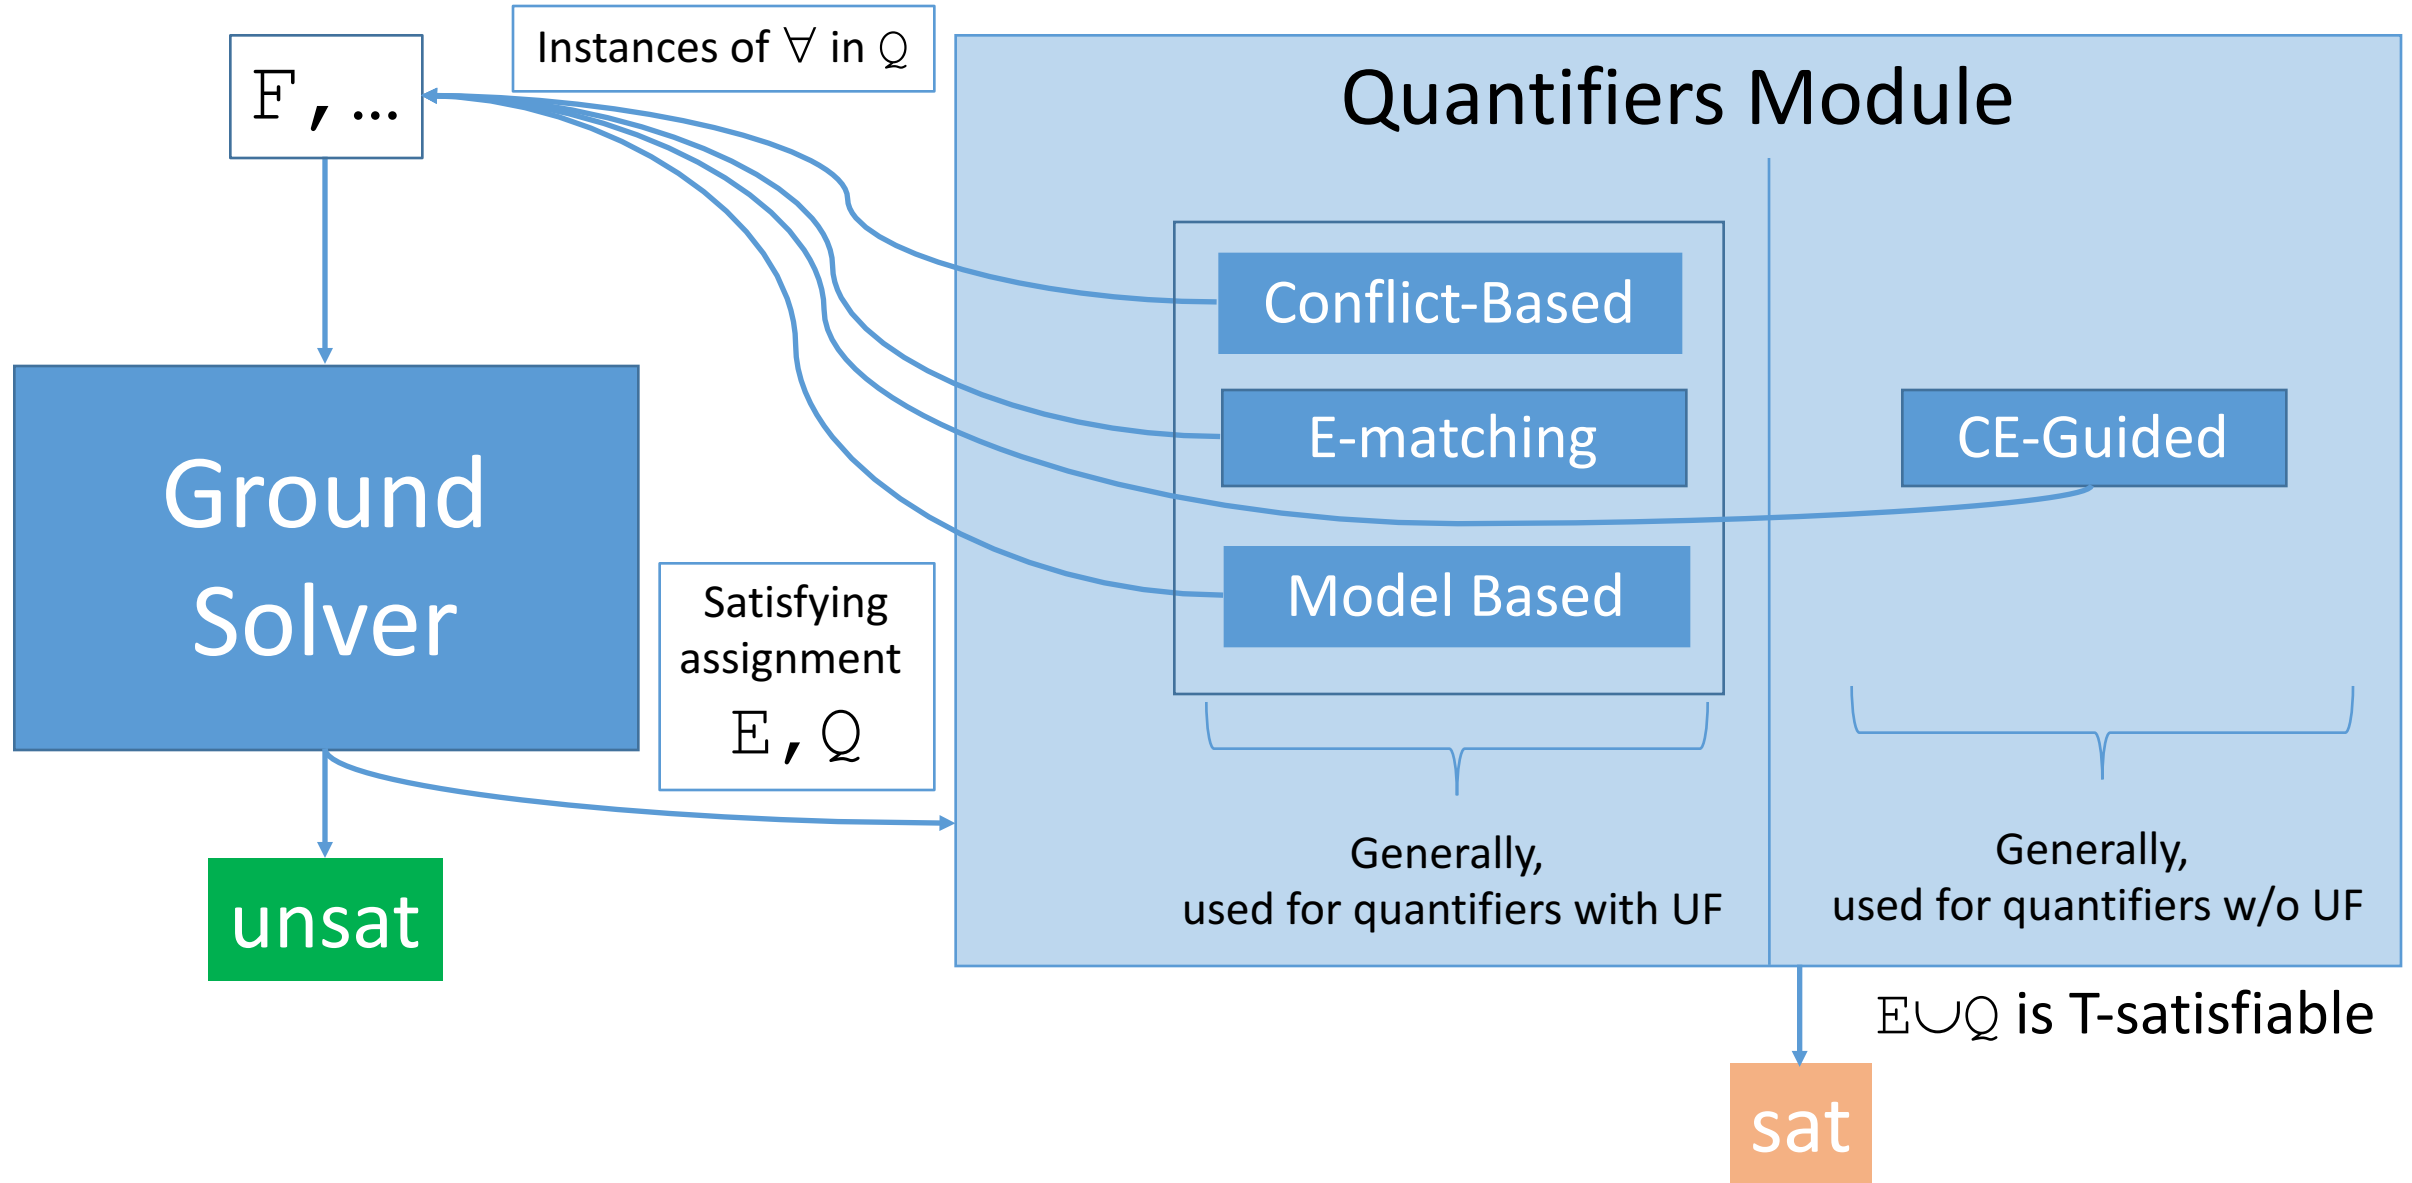 Instances of ∀ in Q
F,…
Quantifiers Module
Conflict-Based
E-matching
CE-Guided
Model Based
Ground
Solver
Satisfying
assignment
E,Q
Generally,
used for quantifiers with UF
Generally,
used for quantifiers w/o UF
unsat
E∪Q is T-satisfiable
sat